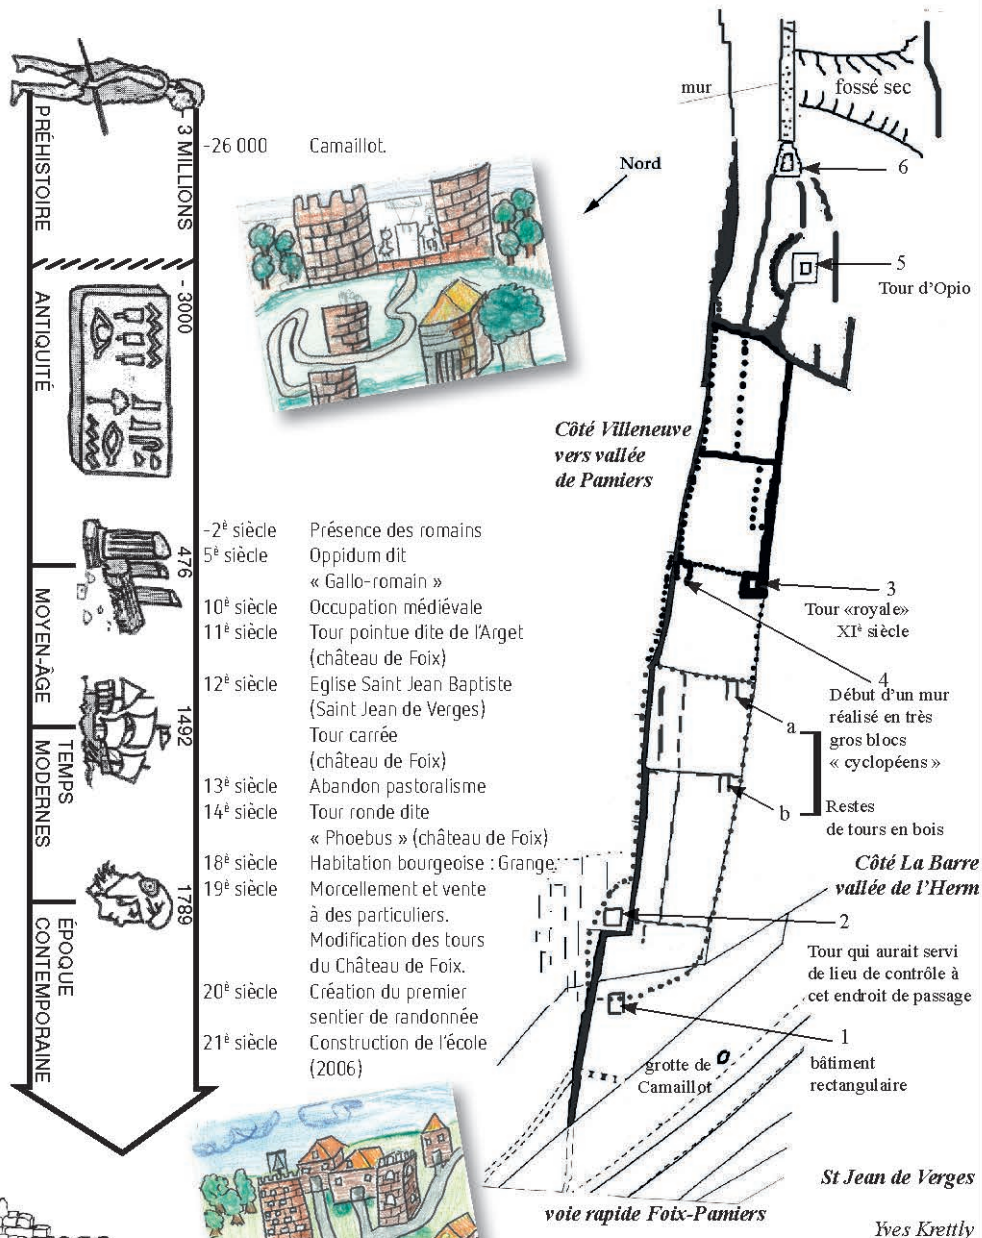 PRÉHISTOIRE
- 3 MILLIONS
ANTIQUITÉ
- 3000
MOYEN-ÂGE
476
TEMPS
MODERNES
1492
ÉPOQUE
CONTEMPORAINE
1789
-26 000 Camaillot.
-2è siècle Présence des romains
5è siècle Oppidum dit
« Gallo-romain »
10è siècle Occupation médiévale
11è siècle Tour pointue dite de l'Arget
(château de Foix)
12è siècle Eglise Saint Jean Baptiste
(Saint Jean de Verges)
Tour carrée
(château de Foix)
13è siècle Abandon pastoralisme
14è siècle Tour ronde dite
« Phoebus » (château de Foix)
18è siècle Habitation bourgeoise : Grange.
19è siècle Morcellement et vente
à des particuliers.
Modification des tours
du Château de Foix.
20è siècle Création du premier
sentier de randonnée
21è siècle Construction de l'école
(2006)
mur
fossé sec
Nord
6
5
Tour d'Opio
Côté Villeneuve
vers vallée
de Pamiers
3
Tour «royale»
XIè siècle
4
Début d'un mur
réalisé en très
gros blocs
« cyclopéens »
a
b
Restes
de tours en bois
Côté La Barre
vallée de l'Herm
2
Tour qui aurait servi
de lieu de contrôle à
cet endroit de passage
1
bâtiment
rectangulaire
grotte de
Camaillot
St Jean de Verges
voie rapide Foix-Pamiers
Yves Krettly